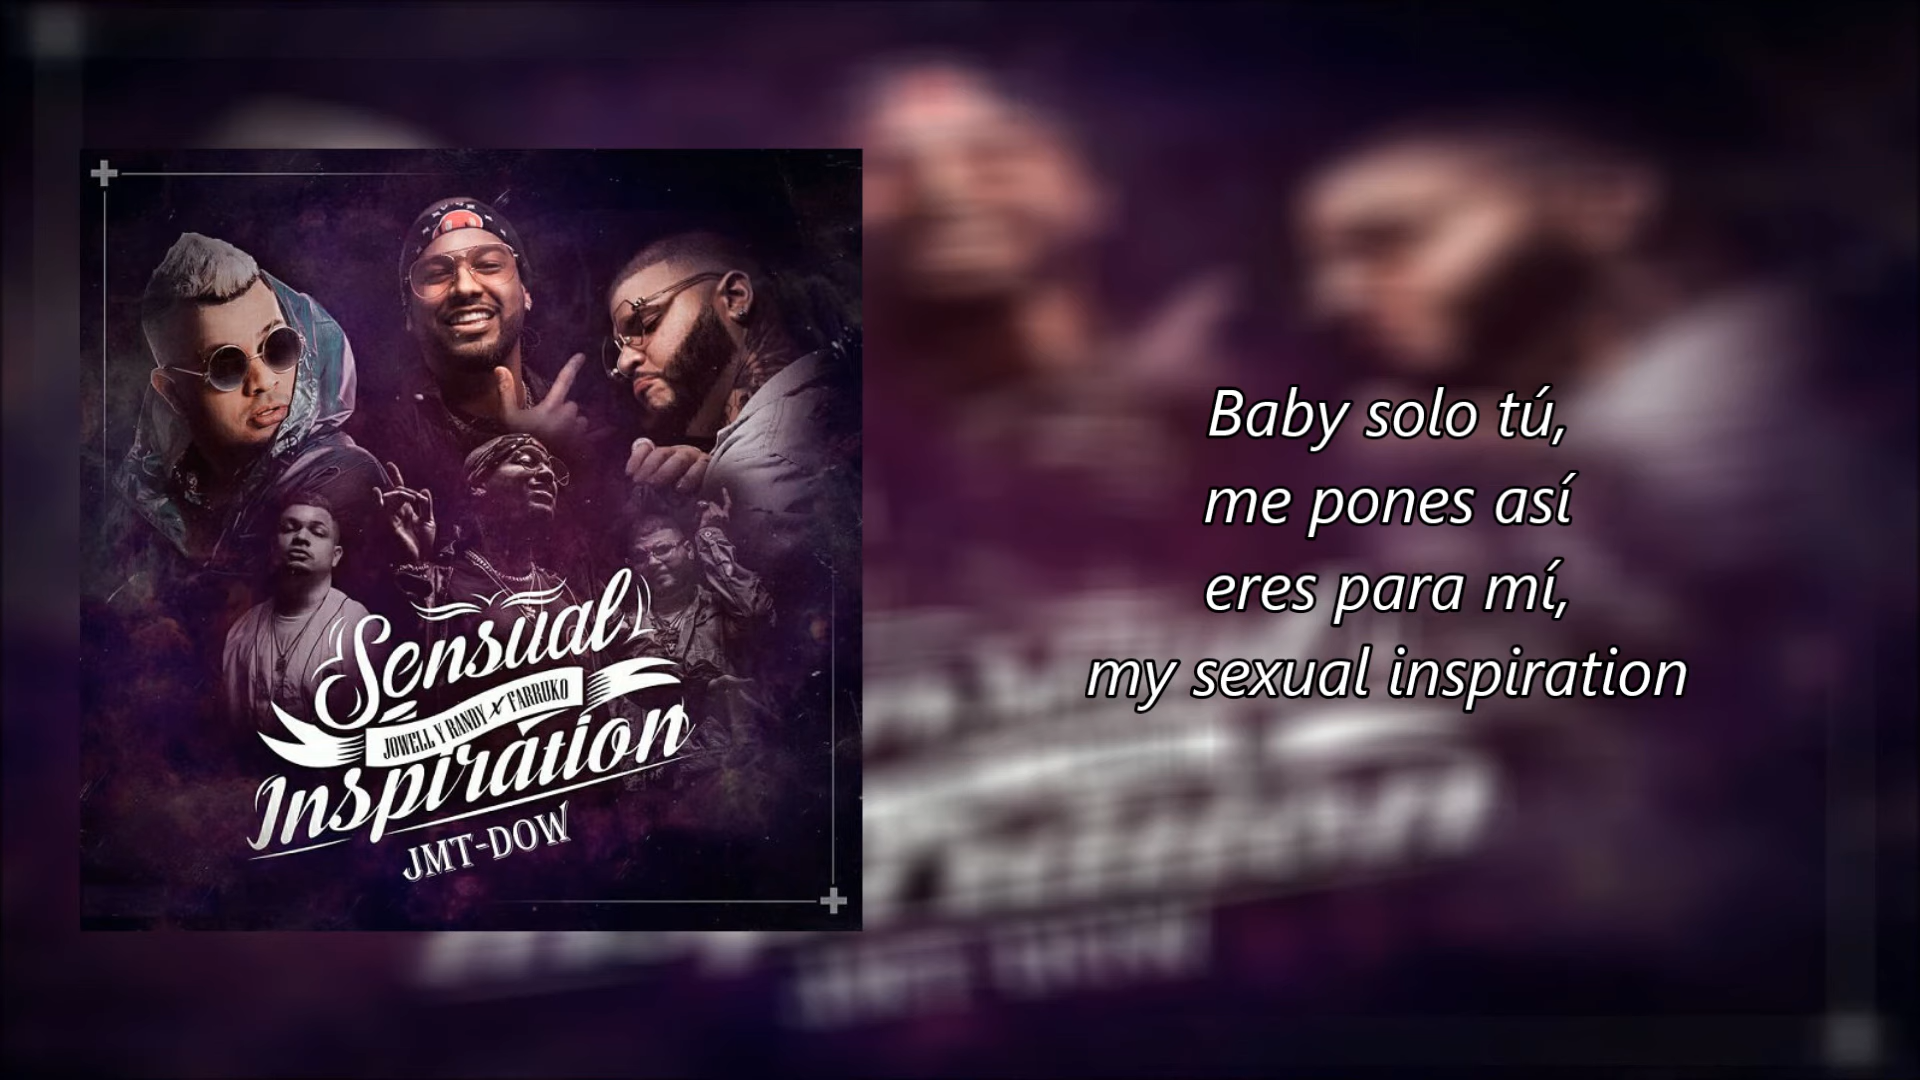 Sensual
JOWELL Y RANDY X FARRUKO
Inspiration
JMT-DOW
Baby solo tú,
me pones así
eres para mí,
my sexual inspiration